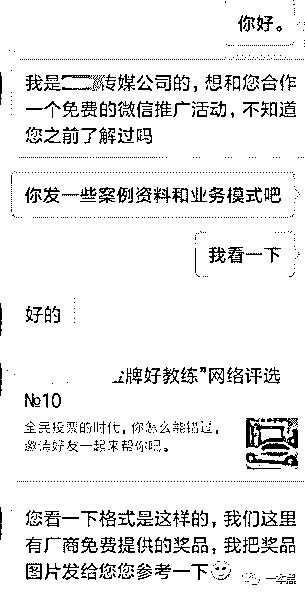 你好。
我是
传媒公司的，想和您合作
一个免费的微信推广活动，不知道
您之前了解过吗
你发一些案例资料和业务模式吧
我看一下
好的
牌好教练”网络评选
№10
全民投票的时代，你怎么能错过，
邀请好友一起来帮你吧。
您看一下格式是这样的，我们这里
有厂商免费提供的奖品，我把奖品
图片发给您您参考一下